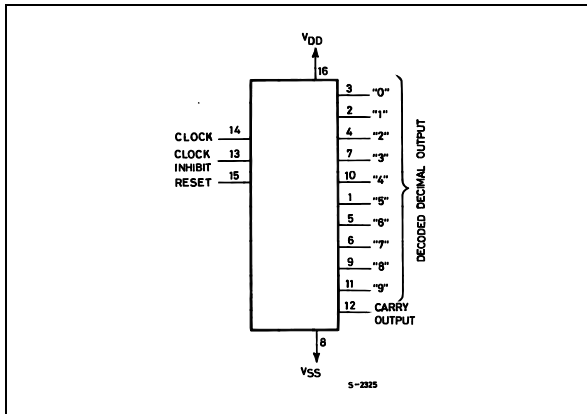 VDD
16
3 "0"
2 "1"
CLOCK 14
4 "2"
CLOCK INHIBIT 13
7 "3"
RESET 15
10 "4"
1 "5"
5 "6"
6 "7"
9 "8"
11 "9"
12 CARRY OUTPUT
DECODED DECIMAL OUTPUT
8
VSS
S-2325